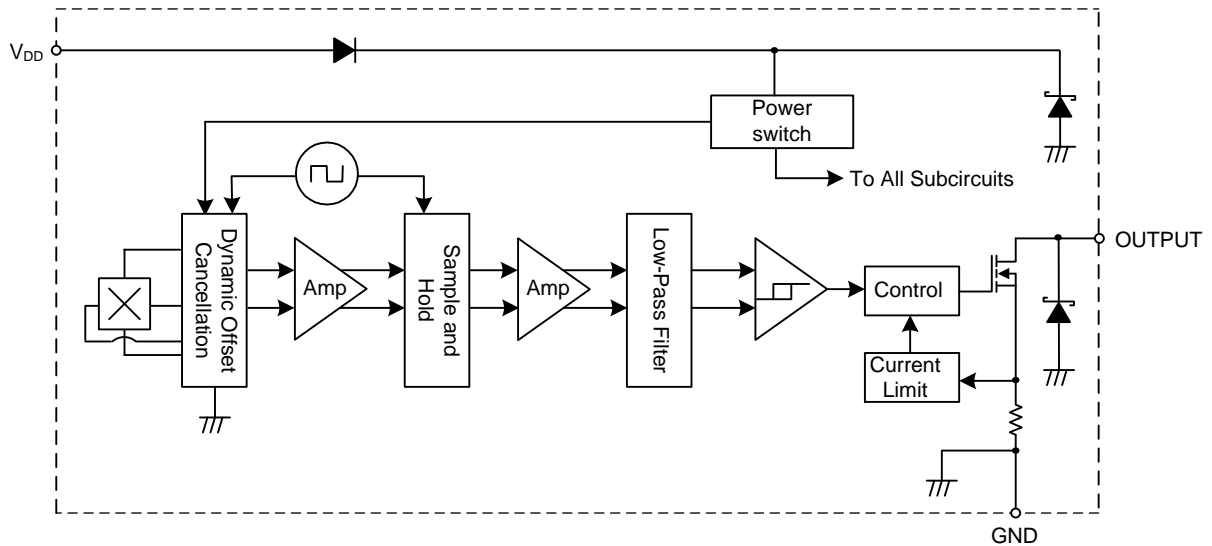 VDD
Power
switch
To All Subcircuits
Dynamic Offset
Cancellation
Amp
Sample and
Hold
Amp
Low-Pass Filter
Control
Current
Limit
OUTPUT
GND